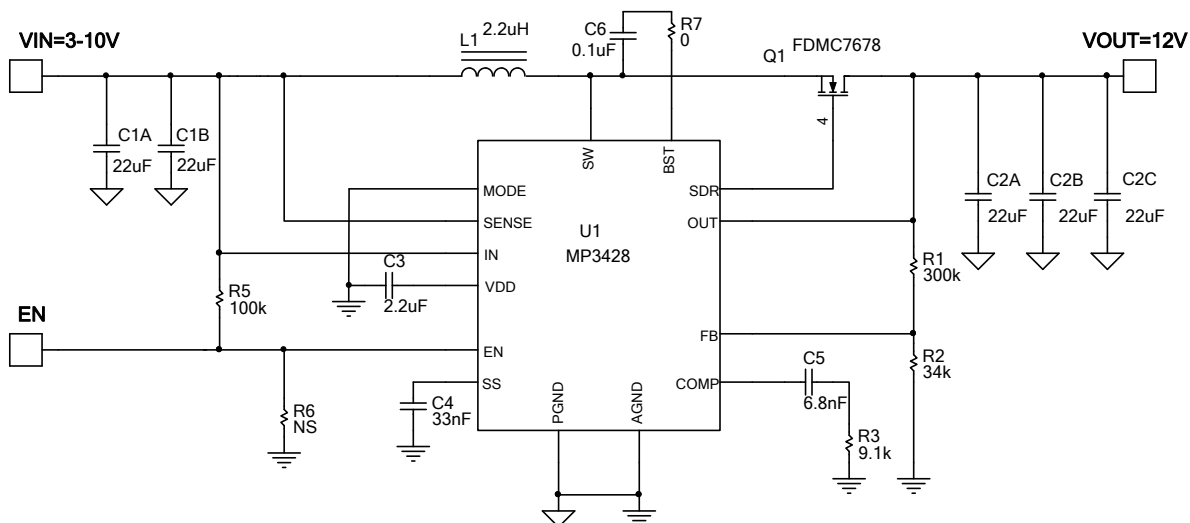 VIN=3-10V
L1 2.2uH
C6
0.1uF
R7
0
Q1
FDMC7678
VOUT=12V
C1A
22uF
C1B
22uF
SW
BST
4
MODE
SENSE
IN
VDD
EN
SS
U1
MP3428
SDR
OUT
FB
COMP
PGND
AGND
C2A
22uF
C2B
22uF
C2C
22uF
C3
2.2uF
R5
100k
R1
300k
EN
R6
NS
C4
33nF
C5
6.8nF
R2
34k
R3
9.1k